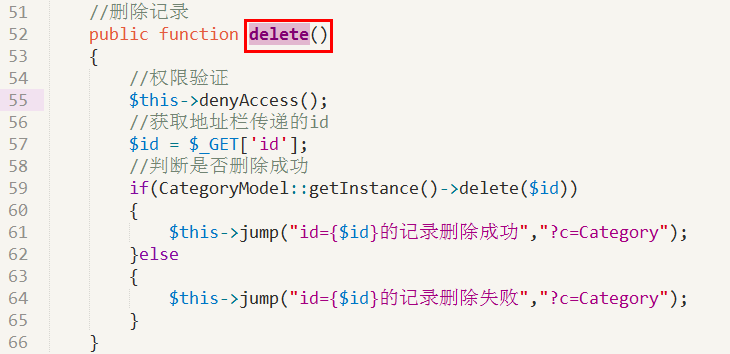 51 //删除记录
52 public function delete()
53 {
54 //权限验证
55 $this->denyAccess();
56 //获取地址栏传递的id
57 $id = $_GET['id'];
58 //判断是否删除成功
59 if(CategoryModel::getInstance()->delete($id))
60 {
61 $this->jump("id={$id}的记录删除成功","?c=Category");
62 }else
63 {
64 $this->jump("id={$id}的记录删除失败","?c=Category");
65 }
66 }